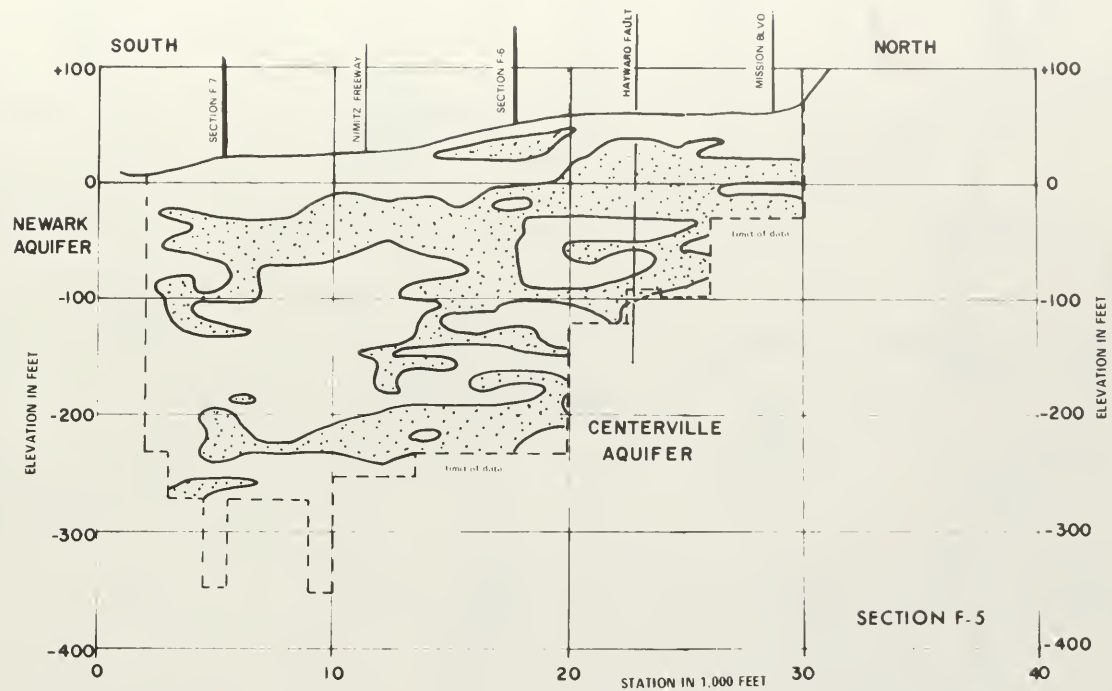 SOUTH
NORTH
SECTION F-7
NIMITZ FREEWAY
SECTION F-6
HAYWARD FAULT
MISSION BLVD
+100
+100
0
0
NEWARK
AQUIFER
limit of data
-100
-100
ELEVATION IN FEET
ELEVATION IN FEET
-200
-200
CENTERVILLE
AQUIFER
limit of data
-300
-300
SECTION F-5
-400
-400
0
10
20
30
40
STATION IN 1,000 FEET